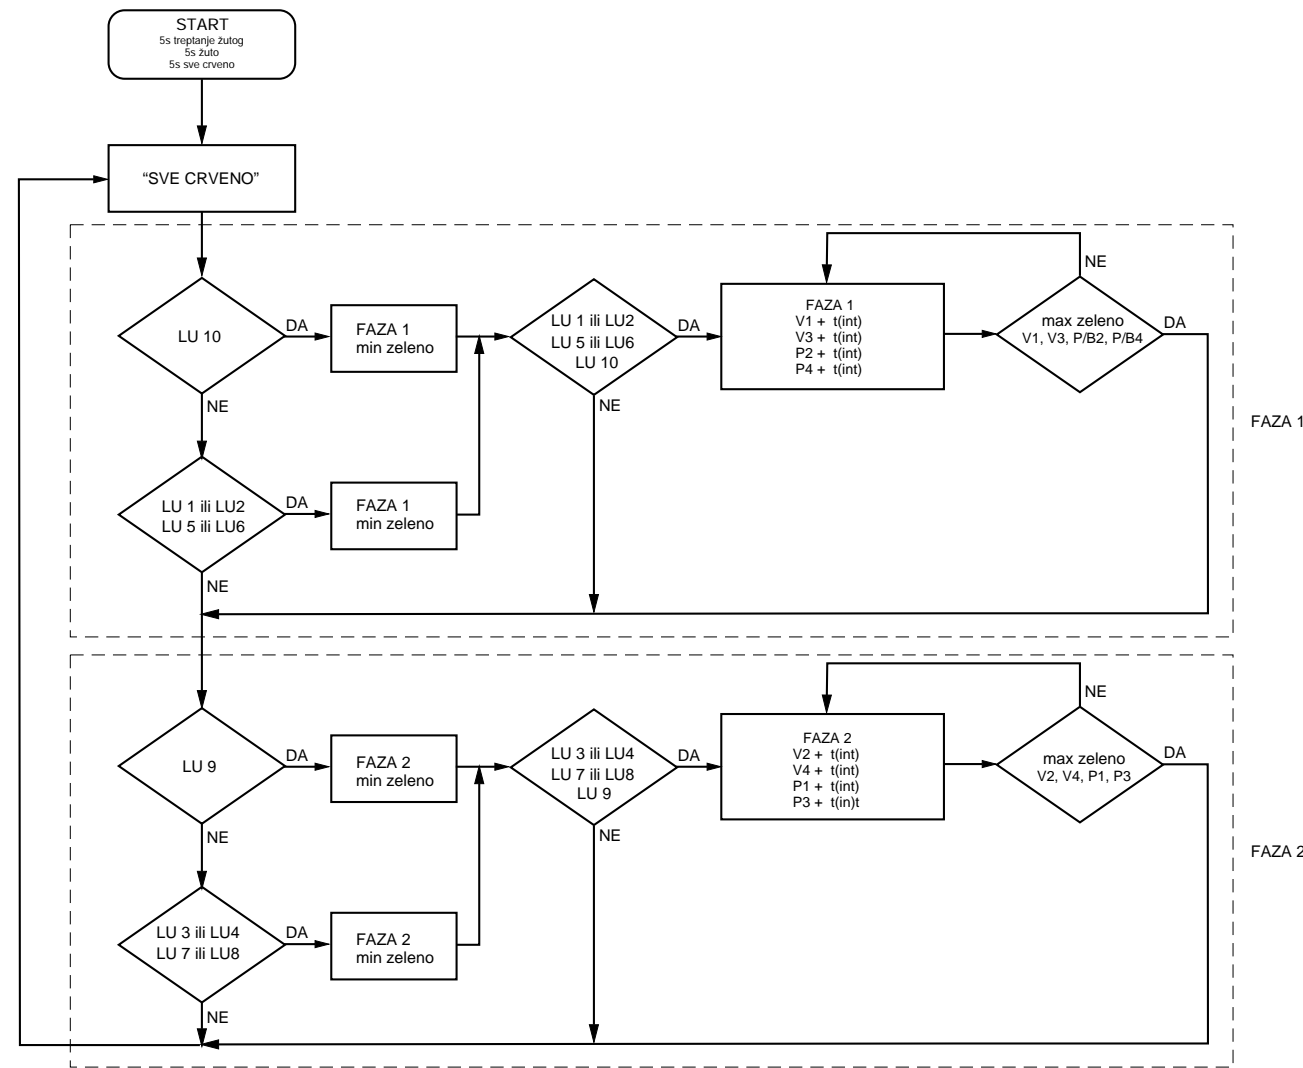 START
5s treptanje žutog
5s žuto
5s sve crveno
“SVE CRVENO”
LU 10
DA
NE
FAZA 1
min zeleno
LU 1 ili LU2
LU 5 ili LU6
LU 10
DA
NE
FAZA 1
V1 + t(int)
V3 + t(int)
P2 + t(int)
P4 + t(int)
NE
max zeleno
V1, V3, P/B2, P/B4
DA
FAZA 1
LU 1 ili LU2
LU 5 ili LU6
DA
NE
FAZA 1
min zeleno
LU 9
DA
NE
FAZA 2
min zeleno
LU 3 ili LU4
LU 7 ili LU8
LU 9
DA
NE
FAZA 2
V2 + t(int)
V4 + t(int)
P1 + t(int)
P3 + t(in)t
NE
max zeleno
V2, V4, P1, P3
DA
FAZA 2
LU 3 ili LU4
LU 7 ili LU8
DA
NE
FAZA 2
min zeleno